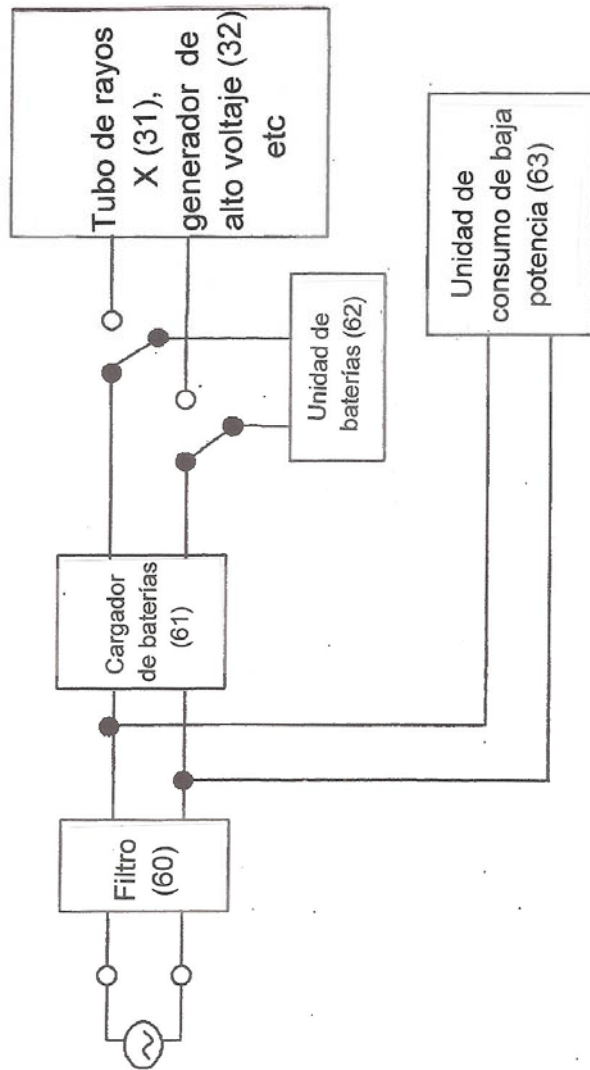 Filtro
(60)
Cargador
de baterías
(61)
Unidad de
baterías (62)
Tubo de rayos
X (31),
generador de
alto voltaje (32)
etc
Unidad de
consumo de baja
potencia (63)